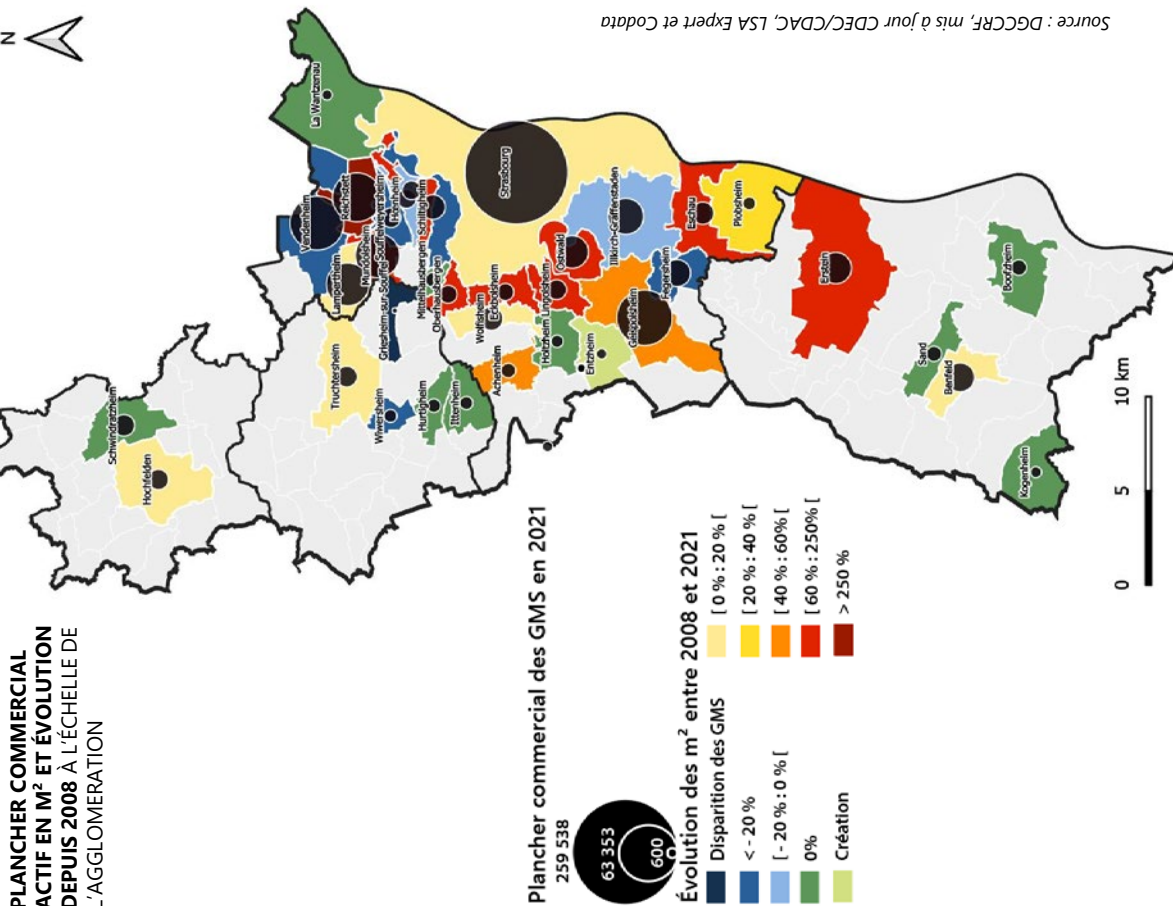 PLANCHER COMMERCIAL
ACTIF EN M² ET ÉVOLUTION
DEPUIS 2008 À L'ÉCHELLE DE
L'AGGLOMERATION
N
Schwindratzheim
Hochfelden
Truchtersheim
Wiwersheim
Hurtigheim
Ittenheim
La Wantzenau
Vendenheim
Reichstett
Lampertheim
Mundolsheim
Souffelweyersheim
Griesheim-sur-Souffel
Hoenheim
Schiltigheim
Mittelhausbergen
Oberhausbergen
Strasbourg
Wolfisheim
Eckbolsheim
Achenheim
Holtzheim
Lingolsheim
Ostwald
Entzheim
Illkirch-Graffenstaden
Geispolsheim
Fegersheim
Eschau
Plobsheim
Erstein
Sand
Benfeld
Bootzheim
Kogenheim
Plancher commercial des GMS en 2021
259 538
63 353
600
Évolution des m² entre 2008 et 2021
Disparition des GMS
< - 20 %
[ - 20 % : 0 % [
0%
Création
[ 0 % : 20 % [
[ 20 % : 40 % [
[ 40 % : 60% [
[ 60 % : 250% [
> 250 %
0 5 10 km
Source : DGCCRF, mis à jour CDEC/CDAC, LSA Expert et Codata